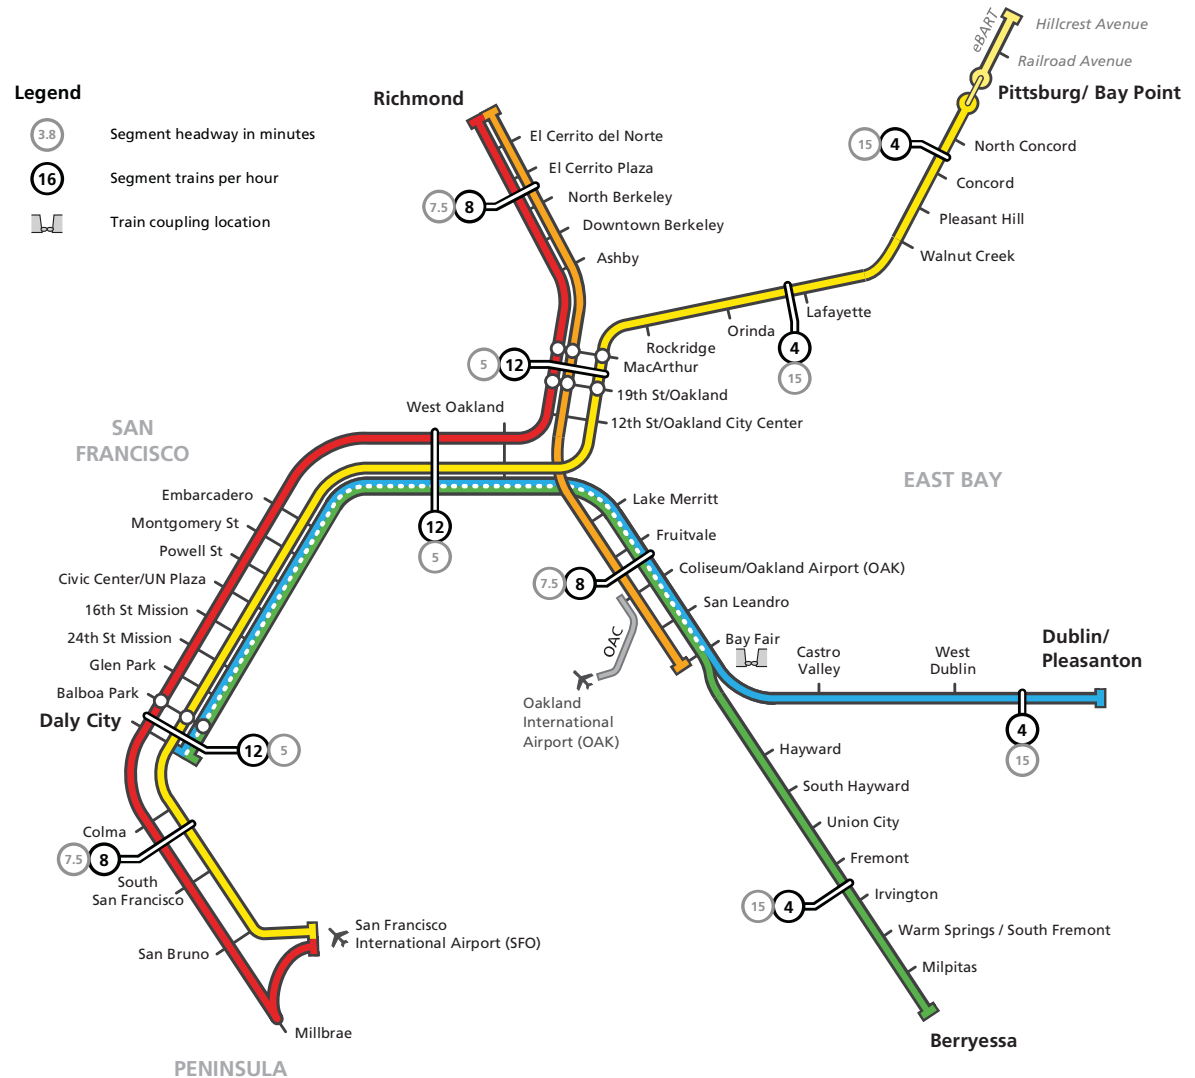 Legend
3.8
Segment headway in minutes
16
Segment trains per hour
Train coupling location
Hillcrest Avenue
eBART
Railroad Avenue
Pittsburg/ Bay Point
15
4
North Concord
Concord
Pleasant Hill
Walnut Creek
Richmond
El Cerrito del Norte
El Cerrito Plaza
7.5
8
North Berkeley
Downtown Berkeley
Ashby
Lafayette
Orinda
Rockridge
4
15
5
12
MacArthur
19th St/Oakland
12th St/Oakland City Center
West Oakland
12
5
SAN
FRANCISCO
EAST BAY
Embarcadero
Montgomery St
Powell St
Civic Center/UN Plaza
16th St Mission
24th St Mission
Glen Park
Balboa Park
Daly City
12
5
Lake Merritt
Fruitvale
7.5
8
Coliseum/Oakland Airport (OAK)
San Leandro
Bay Fair
OAC
Oakland
International
Airport (OAK)
Castro
Valley
West
Dublin
Dublin/
Pleasanton
4
15
Hayward
South Hayward
Union City
Fremont
15
4
Irvington
Warm Springs / South Fremont
Milpitas
Berryessa
Colma
7.5
8
South
San Francisco
San Bruno
San Francisco
International Airport (SFO)
Millbrae
PENINSULA